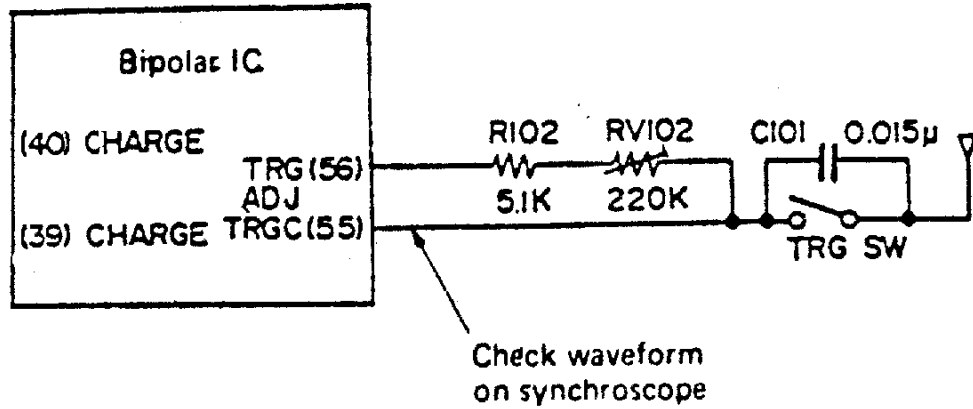 Bipolar IC
(40) CHARGE
TRG(56)
ADJ
(39) CHARGE TRGC(55)
R102
5.1K
RV102
220K
C101 0.015μ
TRG SW
Check waveform
on synchroscope